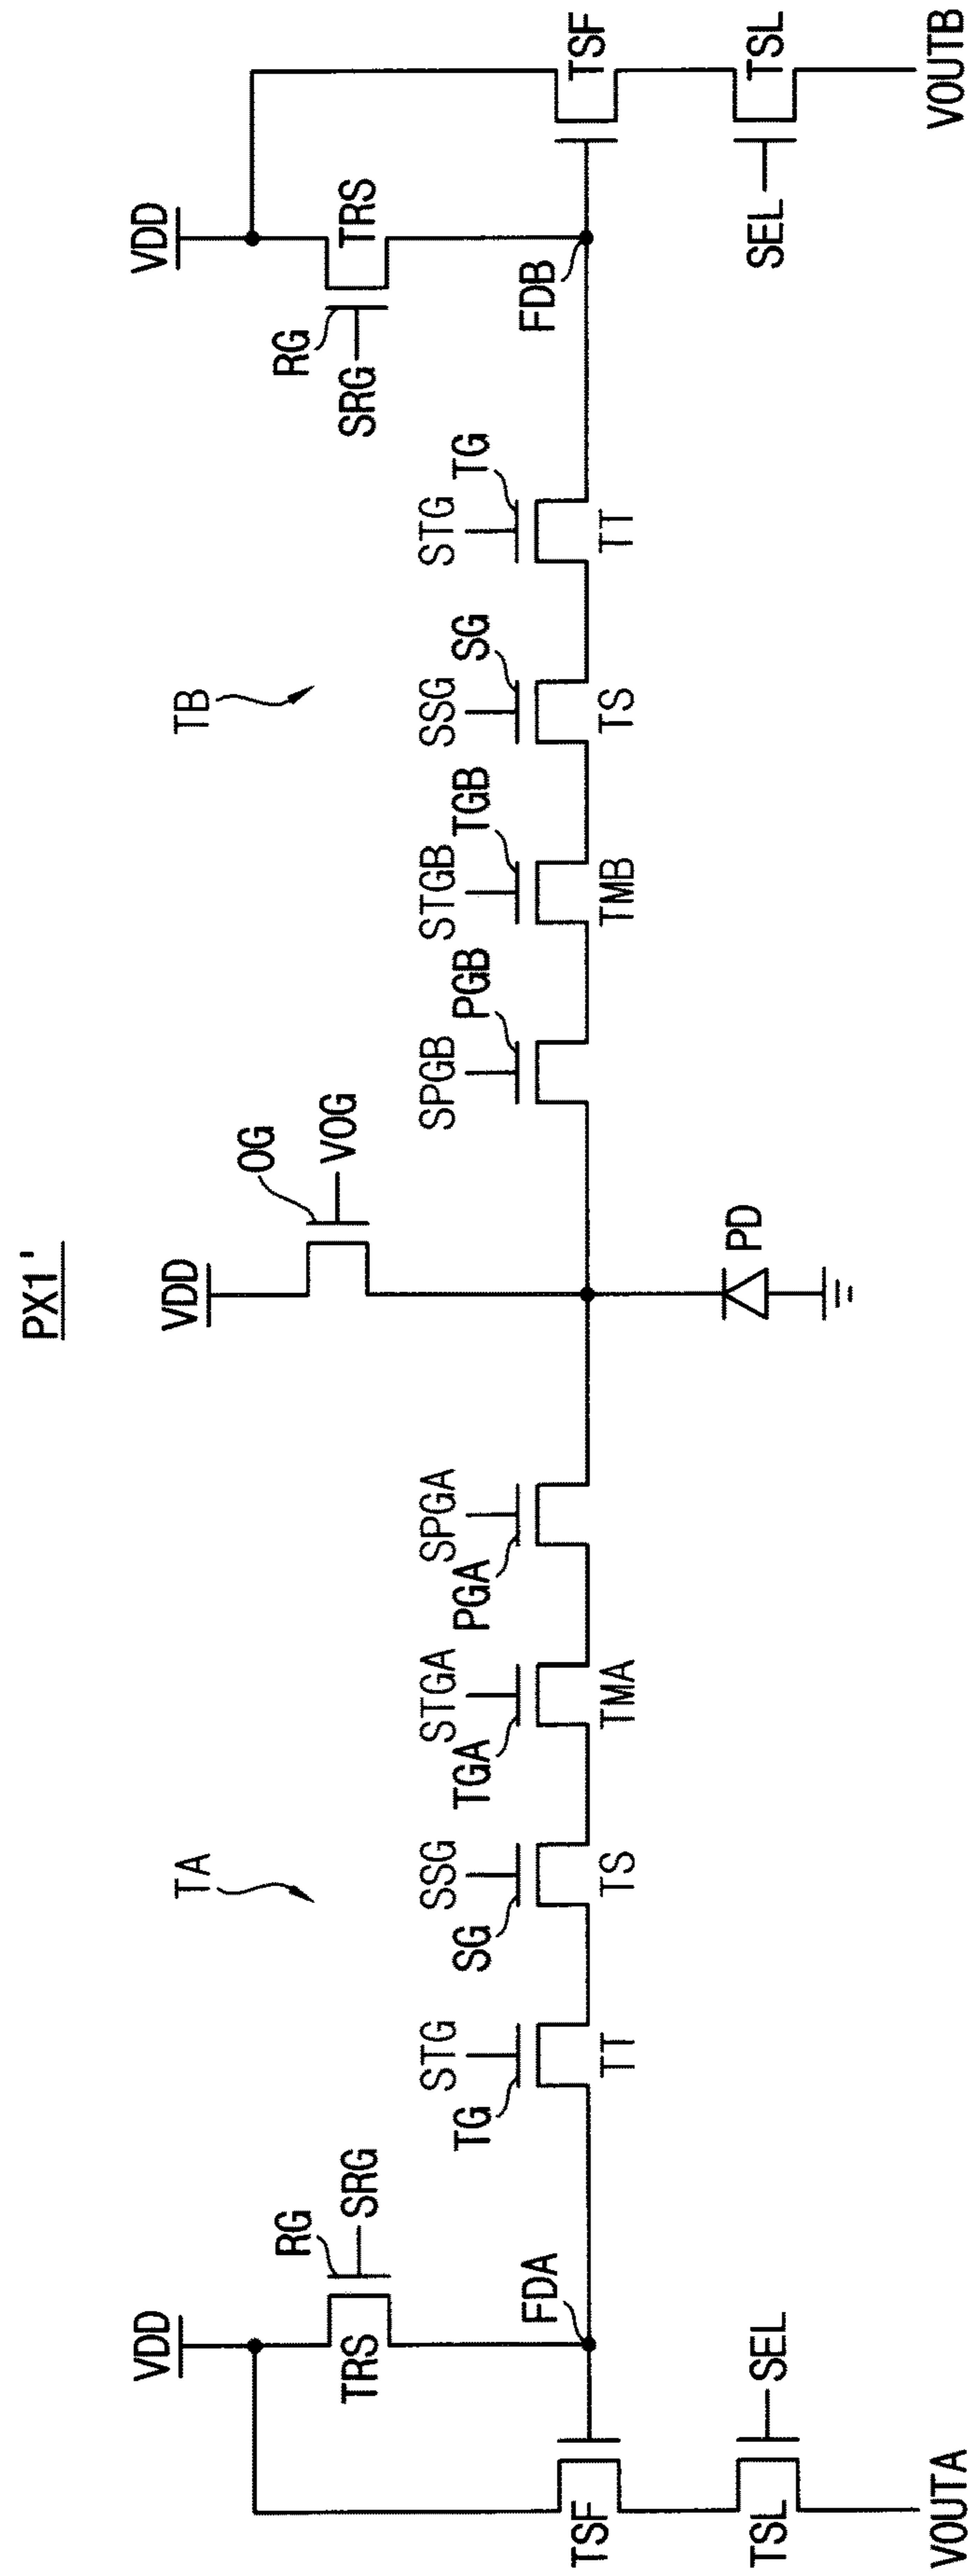 PX1'
VDD VDD VDD
TA TB
OG
RG RG
VOG
TRS SRG SRG TRS
STG SSG STGA SPGA SPGB STGB SSG STG
TG SG TGA PGA PGB TGB SG TG
FDA FDB
TSF TT TS TMA TMB TS TT TSF
PD
TSL SEL SEL TSL
VOUTA VOUTB